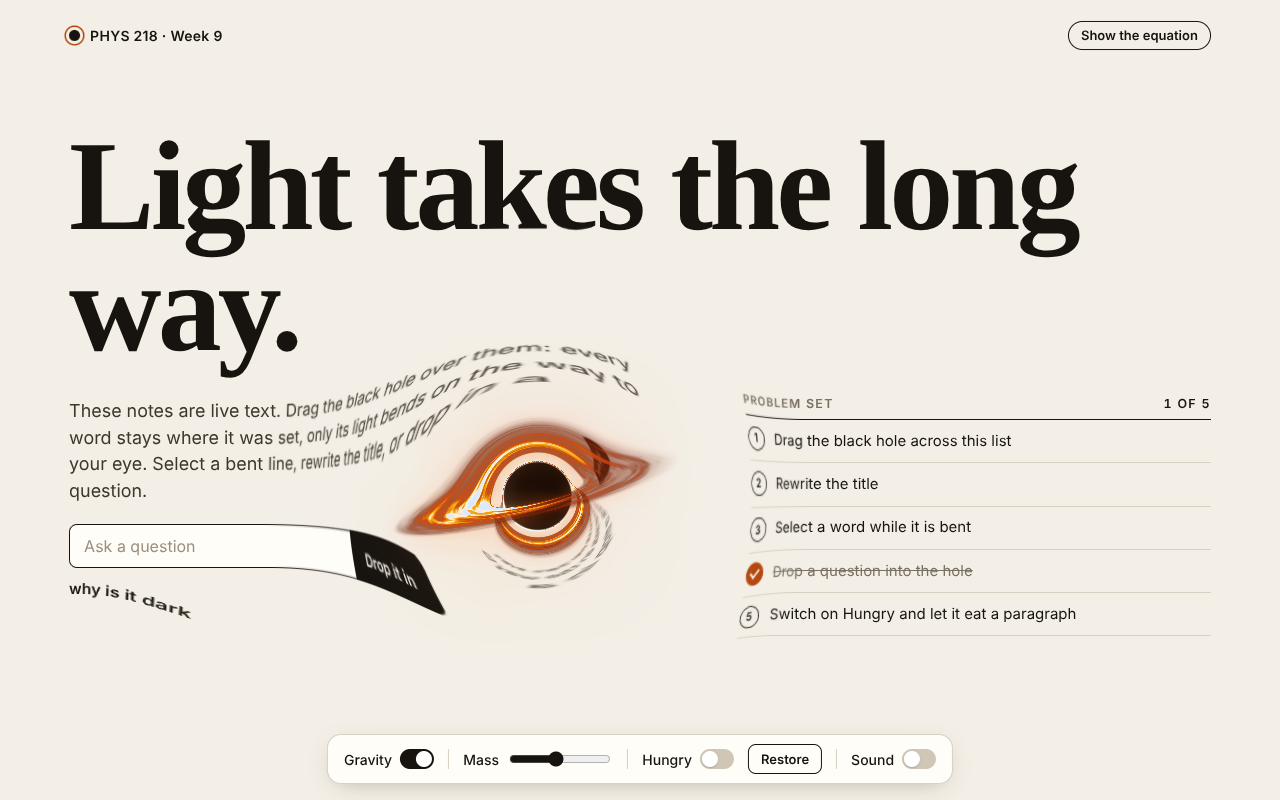 PHYS 218 · Week 9
Show the equation
Light takes the long
way.
These notes are live text. Drag the black hole over them: every
word stays where it was set, only its light bends on the way to
your eye. Select a bent line, rewrite the title, or drop in a
question.
Ask a question
Drop it in
why is it dark
PROBLEM SET
1 OF 5
1 Drag the black hole across this list
2 Rewrite the title
3 Select a word while it is bent
Drop a question into the hole
5 Switch on Hungry and let it eat a paragraph
Gravity
Mass
Hungry
Restore
Sound